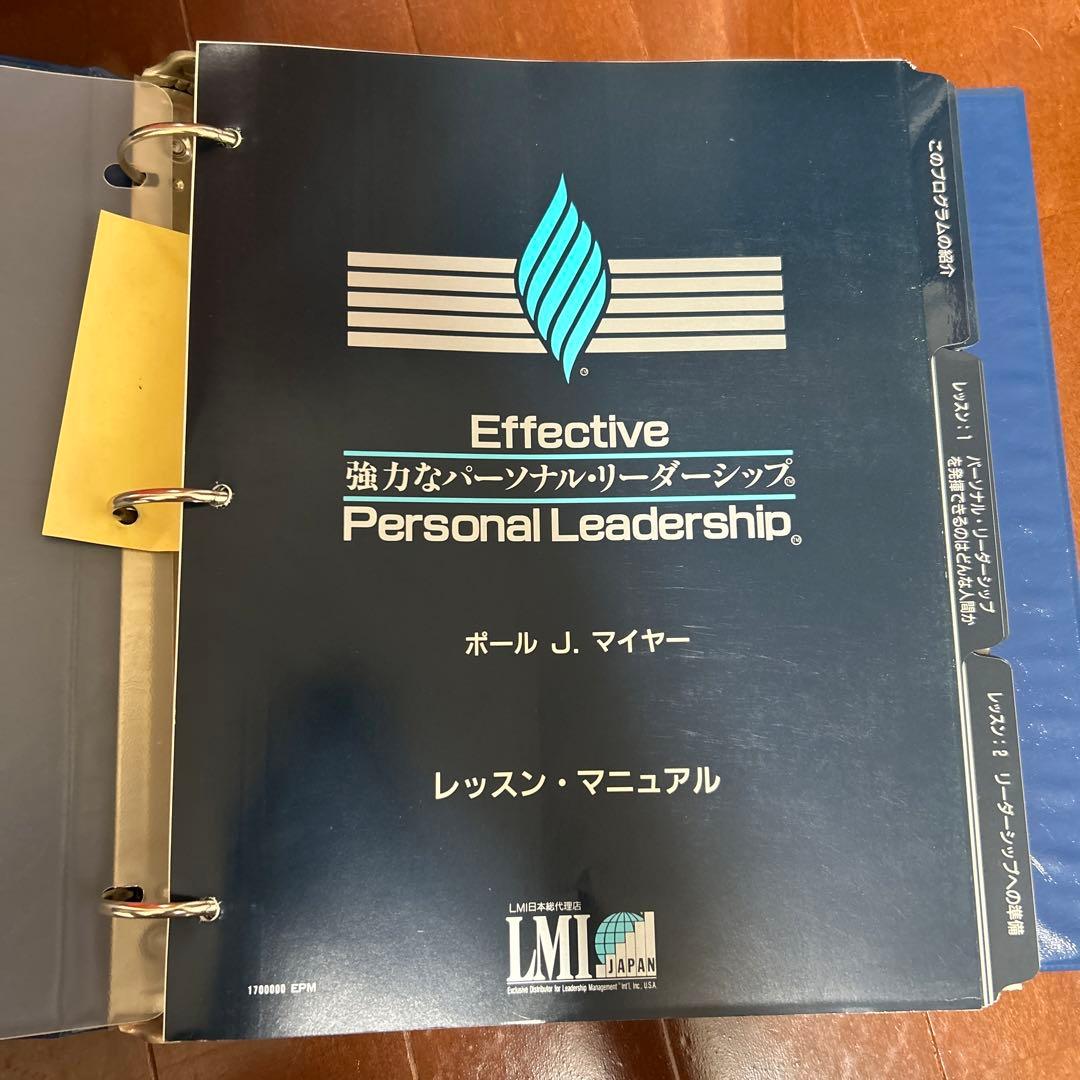 Effective
強力なパーソナル・リーダーシップ™
Personal Leadership™
ポール J. マイヤー
レッスン・マニュアル
LMI日本総代理店
LMI JAPAN
Exclusive Distributor for Leadership Management™ Int'l, Inc., U.S.A.
1700000 EPM
このプログラムの紹介
レッスン：1 パーソナル・リーダーシップ
を発揮できるのはどんな人間か
レッスン：2 リーダーシップへの準備